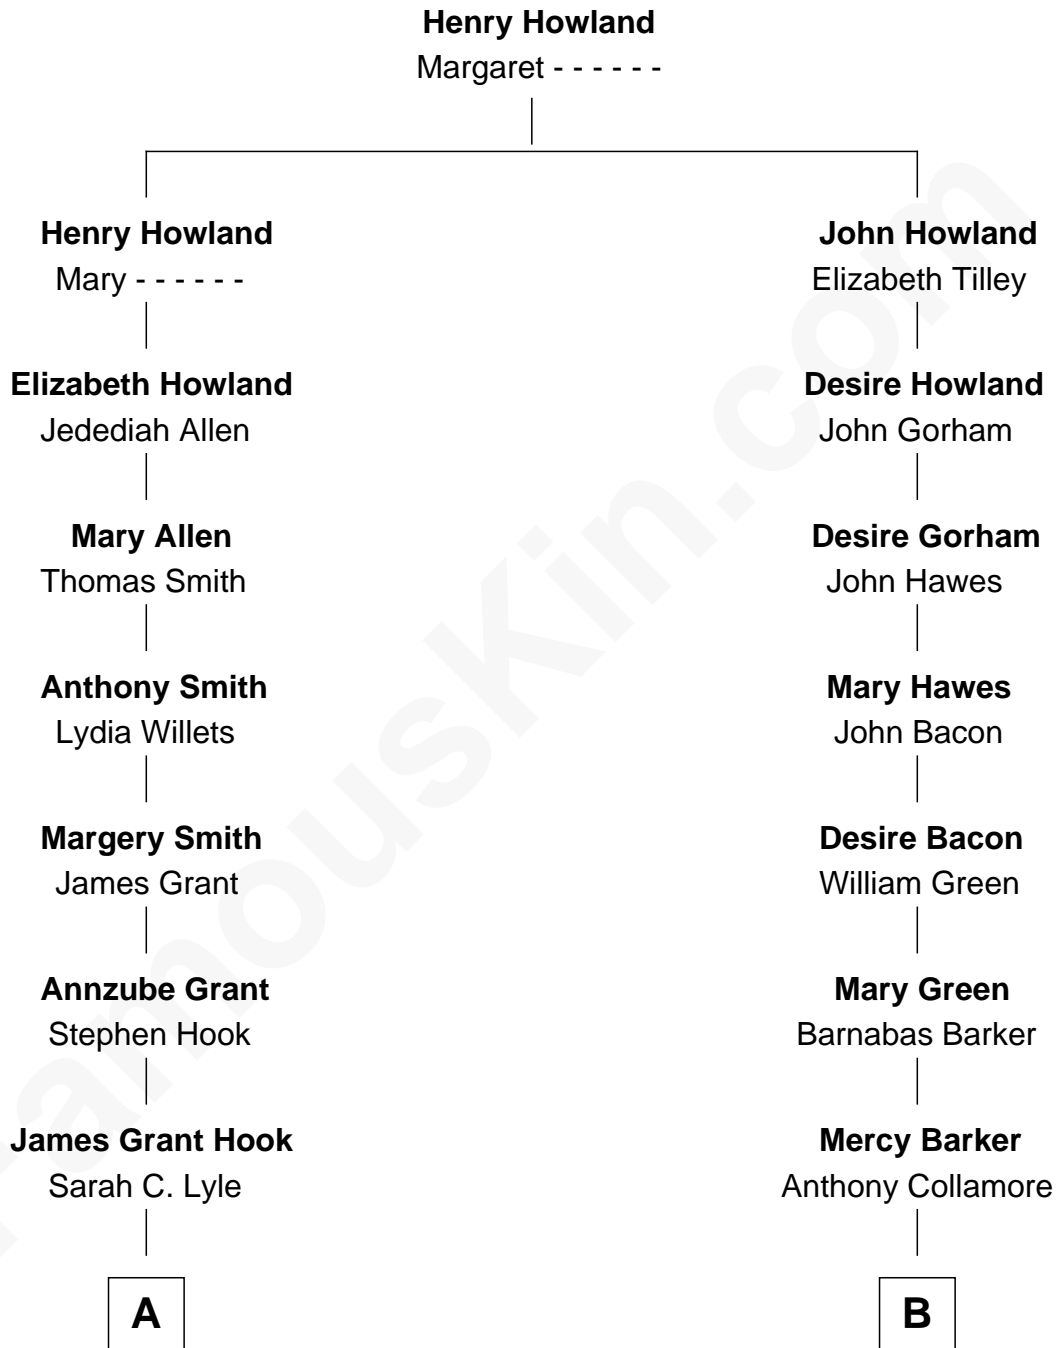 Henry Howland
Margaret - - - - - -
Henry Howland
Mary - - - - - -
Elizabeth Howland
Jedediah Allen
Mary Allen
Thomas Smith
Anthony Smith
Lydia Willets
Margery Smith
James Grant
Annzube Grant
Stephen Hook
James Grant Hook
Sarah C. Lyle
A
John Howland
Elizabeth Tilley
Desire Howland
John Gorham
Desire Gorham
John Hawes
Mary Hawes
John Bacon
Desire Bacon
William Green
Mary Green
Barnabas Barker
Mercy Barker
Anthony Collamore
B
FamousKin.com